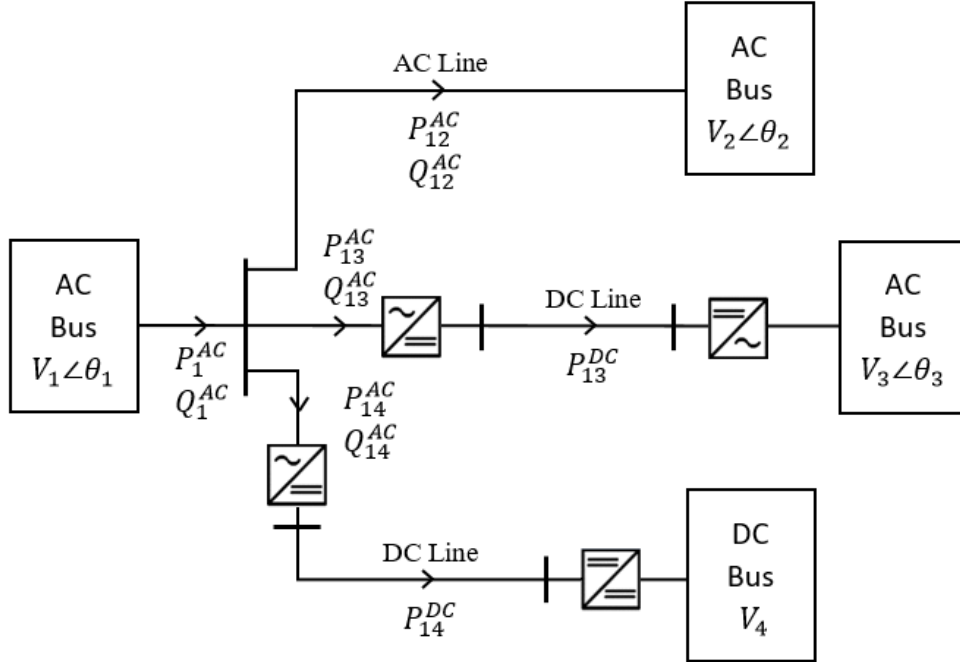 AC
Bus
V₂∠θ₂
AC Line
P₁₂ᴬᶜ
Q₁₂ᴬᶜ
AC
Bus
V₁∠θ₁
P₁ᴬᶜ
Q₁ᴬᶜ
P₁₃ᴬᶜ
Q₁₃ᴬᶜ
DC Line
P₁₃ᴰᶜ
AC
Bus
V₃∠θ₃
P₁₄ᴬᶜ
Q₁₄ᴬᶜ
DC Line
P₁₄ᴰᶜ
DC
Bus
V₄